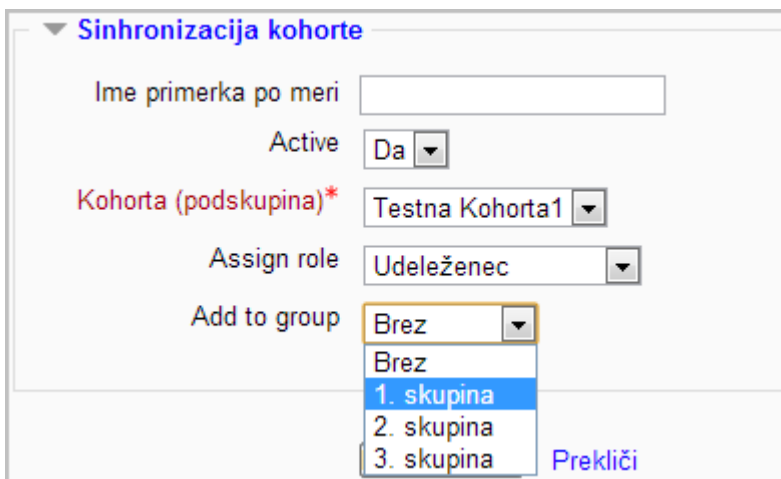 Sinhronizacija kohorte
Ime primerka po meri
Active Da
Kohorta (podskupina)* Testna Kohorta1
Assign role Udeleženec
Add to group Brez
Brez
1. skupina
2. skupina
3. skupina
Prekliči